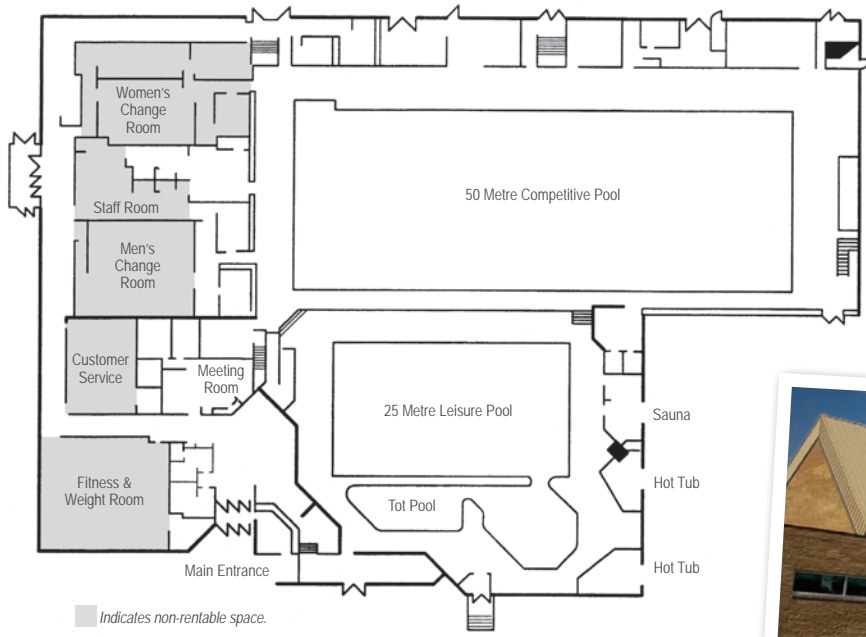 Women's
Change
Room
50 Metre Competitive Pool
Staff Room
Men's
Change
Room
Customer
Service
Meeting
Room
25 Metre Leisure Pool
Sauna
Fitness &
Weight Room
Tot Pool
Hot Tub
Main Entrance
Hot Tub
Indicates non-rentable space.